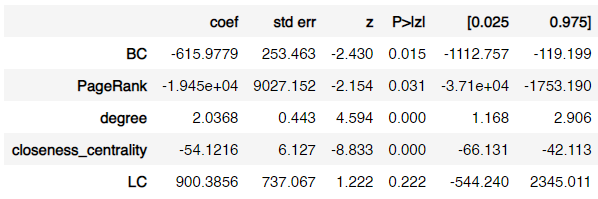 coef std err z P>|z| [0.025 0.975]
BC -615.9779 253.463 -2.430 0.015 -1112.757 -119.199
PageRank -1.945e+04 9027.152 -2.154 0.031 -3.71e+04 -1753.190
degree 2.0368 0.443 4.594 0.000 1.168 2.906
closeness_centrality -54.1216 6.127 -8.833 0.000 -66.131 -42.113
LC 900.3856 737.067 1.222 0.222 -544.240 2345.011